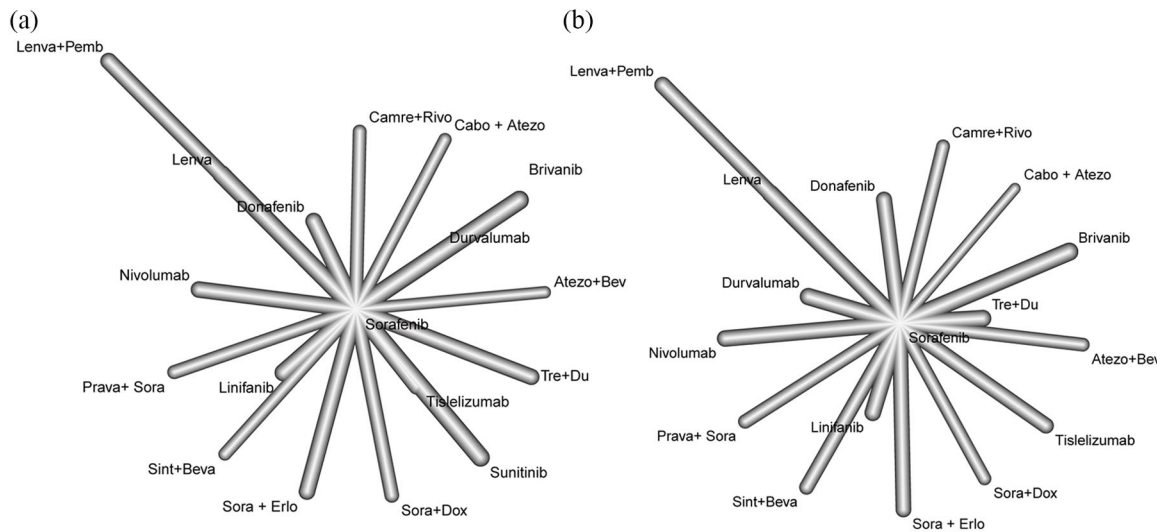 (a)
Lenva+Pemb
Camre+Rivo
Cabo + Atezo
Lenva
Brivanib
Donafenib
Durvalumab
Nivolumab
Atezo+Bev
Sorafenib
Prava+ Sora
Linifanib
Tre+Du
Tislelizumab
Sint+Beva
Sunitinib
Sora + Erlo
Sora+Dox
(b)
Lenva+Pemb
Camre+Rivo
Lenva
Donafenib
Cabo + Atezo
Brivanib
Durvalumab
Tre+Du
Sorafenib
Nivolumab
Atezo+Bev
Linifanib
Prava+ Sora
Tislelizumab
Sint+Beva
Sora+Dox
Sora + Erlo